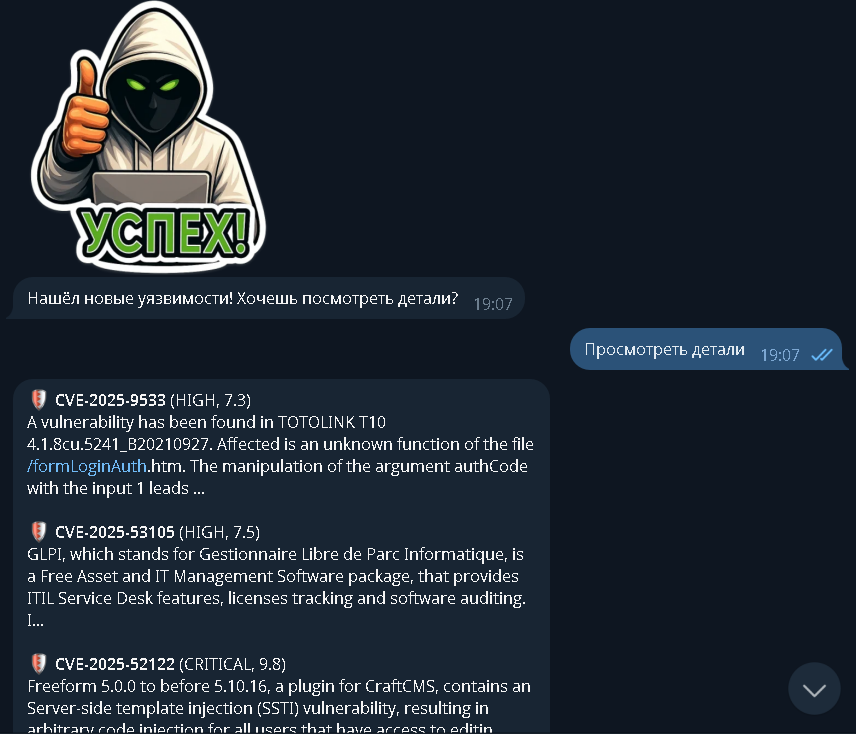 УСПЕХ!
Нашёл новые уязвимости! Хочешь посмотреть детали? 19:07
Просмотреть детали 19:07
CVE-2025-9533 (HIGH, 7.3)
A vulnerability has been found in TOTOLINK T10
4.1.8cu.5241_B20210927. Affected is an unknown function of the file
/formLoginAuth.htm. The manipulation of the argument authCode
with the input 1 leads ...
CVE-2025-53105 (HIGH, 7.5)
GLPI, which stands for Gestionnaire Libre de Parc Informatique, is
a Free Asset and IT Management Software package, that provides
ITIL Service Desk features, licenses tracking and software auditing.
I...
CVE-2025-52122 (CRITICAL, 9.8)
Freeform 5.0.0 to before 5.10.16, a plugin for CraftCMS, contains an
Server-side template injection (SSTI) vulnerability, resulting in
arbitrary code injection for all users that have access to editin